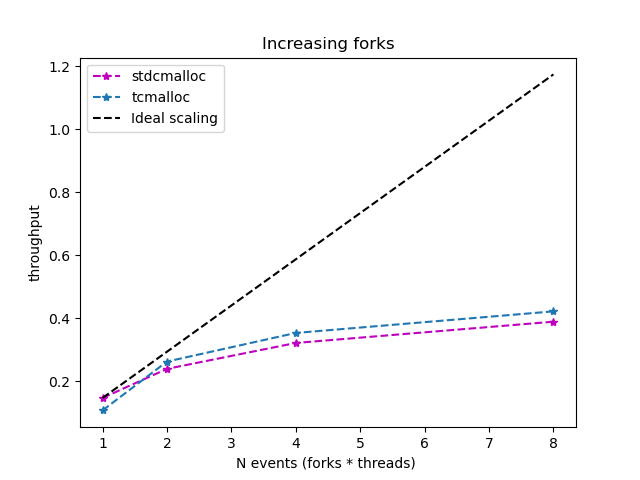 Increasing forks
stdcmalloc
tcmalloc
Ideal scaling
throughput
1.2
1.0
0.8
0.6
0.4
0.2
1 2 3 4 5 6 7 8
N events (forks * threads)